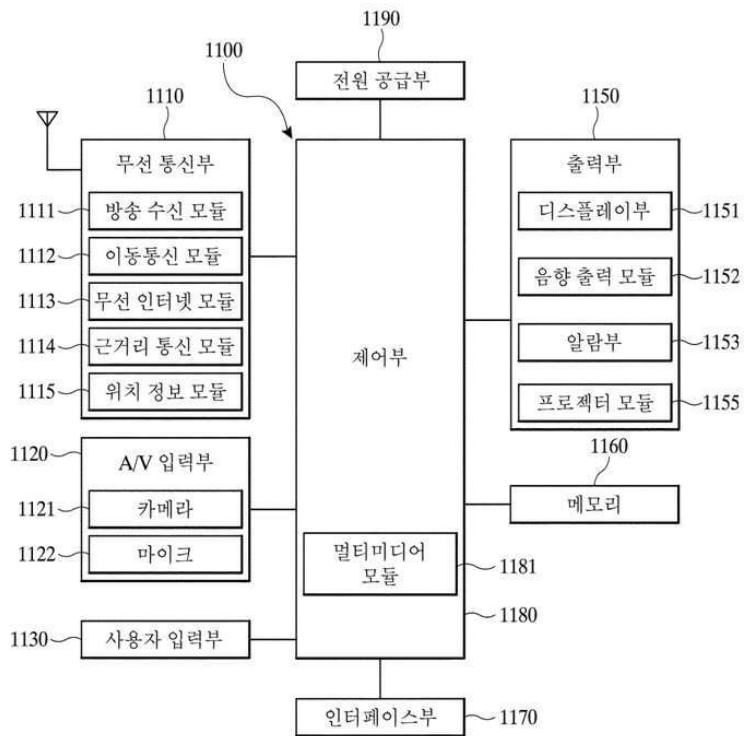 1190
1100
전원 공급부
1110
무선 통신부
1111
방송 수신 모듈
1112
이동통신 모듈
1113
무선 인터넷 모듈
1114
근거리 통신 모듈
1115
위치 정보 모듈
1120
A/V 입력부
1121
카메라
1122
마이크
1130
사용자 입력부
제어부
멀티미디어
모듈
1181
1180
1150
출력부
디스플레이부
1151
음향 출력 모듈
1152
알람부
1153
프로젝터 모듈
1155
1160
메모리
인터페이스부
1170